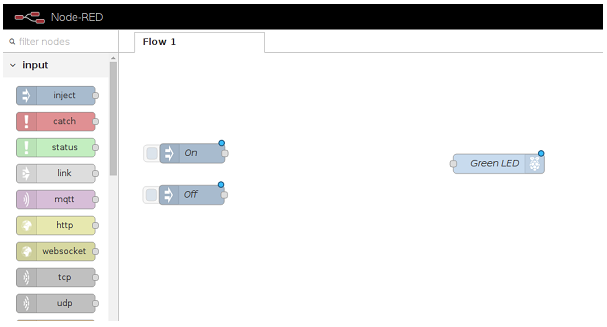 Node-RED
filter nodes
Flow 1
input
inject
catch
status
link
mqtt
http
websocket
tcp
udp
On
Off
Green LED